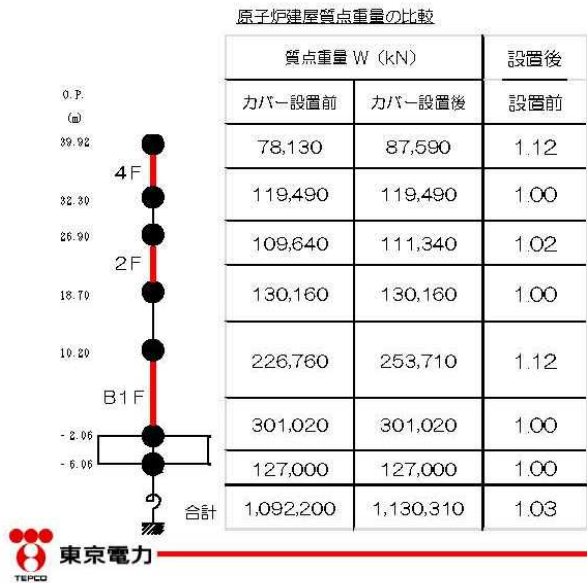 原子炉建屋質点重量の比較
質点重量 W (kN) 設置後
カバー設置前 カバー設置後 設置前
O.P.
(m)
39.92 78,130 87,590 1.12
4F
32.30 119,490 119,490 1.00
26.90 109,640 111,340 1.02
2F
18.70 130,160 130,160 1.00
10.20 226,760 253,710 1.12
B1F
-2.06 301,020 301,020 1.00
-6.06 127,000 127,000 1.00
合計 1,092,200 1,130,310 1.03
東京電力
TEPCO